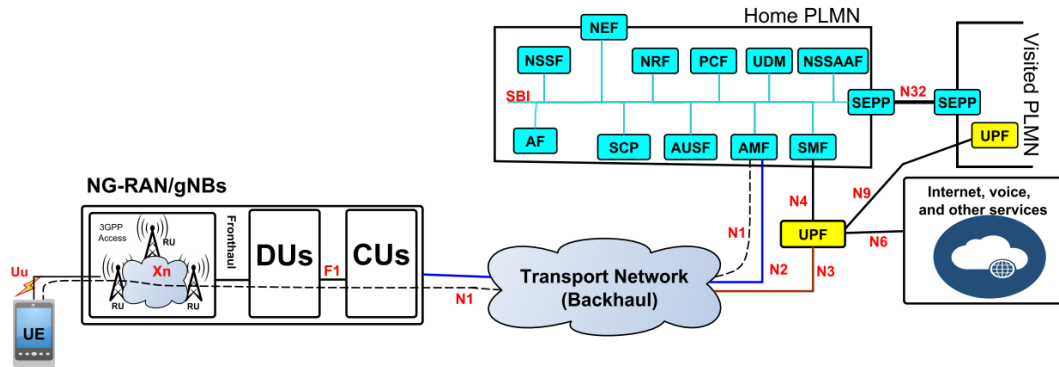 Home PLMN
NEF
NSSF
NRF
PCF
UDM
NSSAAF
SBI
SEPP
N32
SEPP
Visited PLMN
AF
SCP
AUSF
AMF
SMF
UPF
NG-RAN/gNBs
3GPP
Access
RU
Fronthaul
DUs
F1
CUs
Xn
RU
RU
Uu
UE
N1
Transport Network
(Backhaul)
N1
N2
N3
N4
UPF
N9
N6
Internet, voice,
and other services